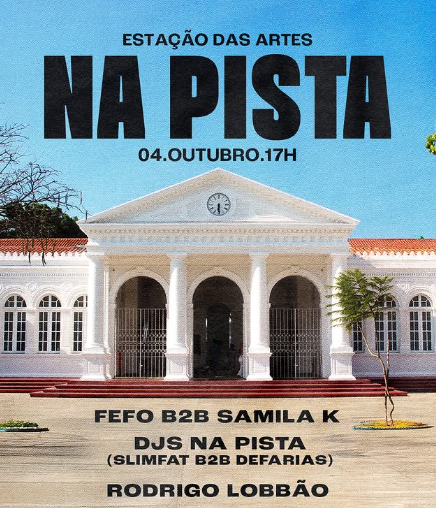 ESTAÇÃO DAS ARTES
NA PISTA
04.OUTUBRO.17H
FEFO B2B SAMILA K
DJS NA PISTA
(SLIMFAT B2B DEFARIAS)
RODRIGO LOBBÃO